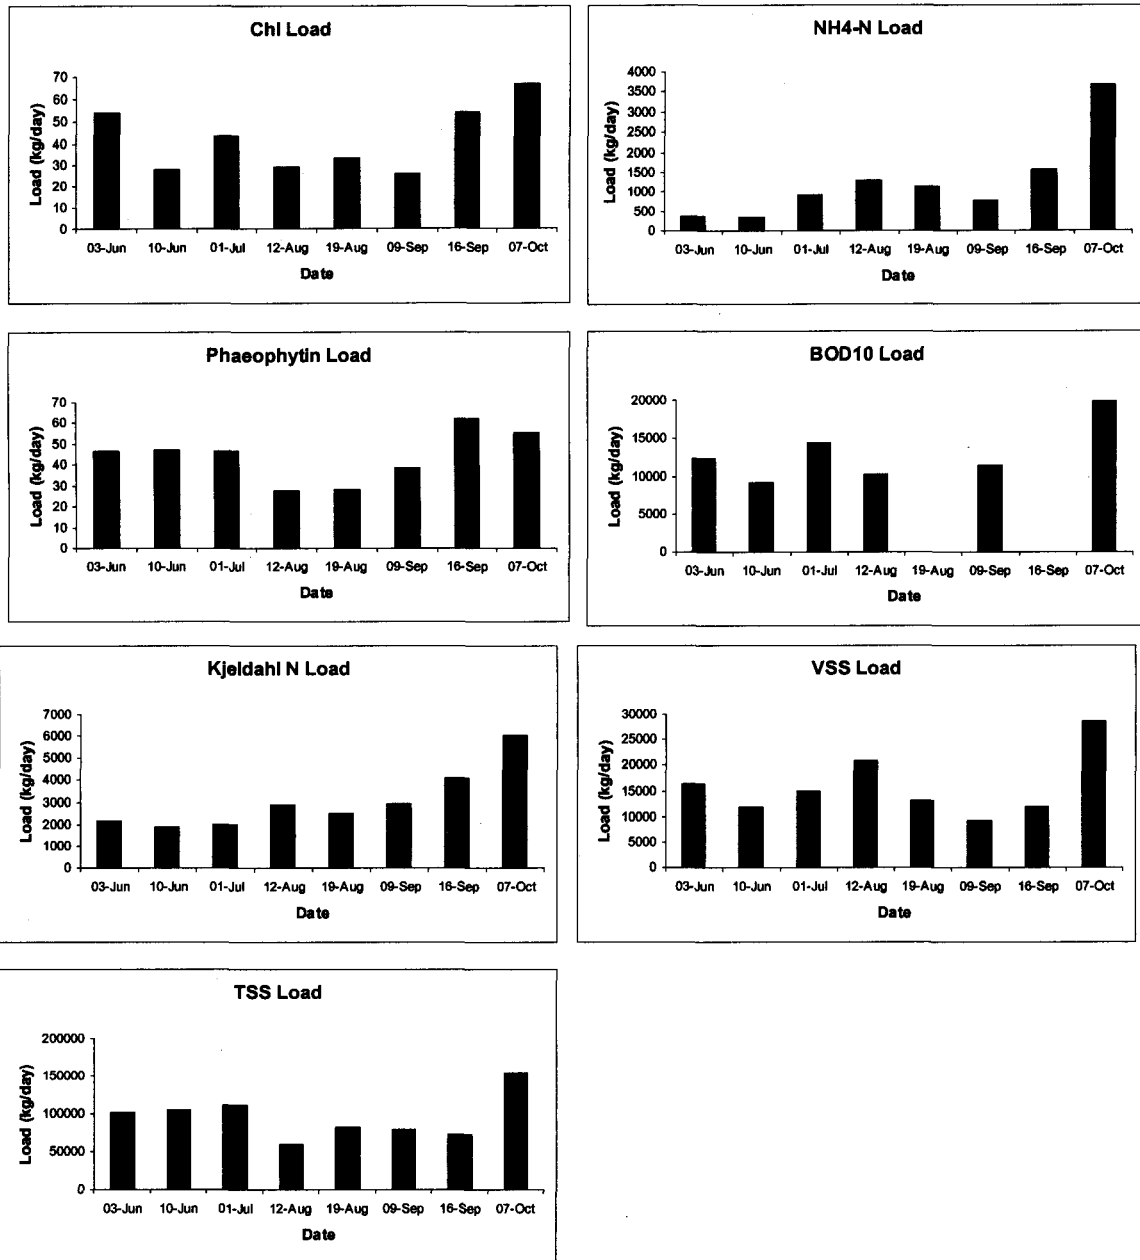 Chl Load
70
60
50
40
30
20
10
0
Load (kg/day)
03-Jun 10-Jun 01-Jul 12-Aug 19-Aug 09-Sep 16-Sep 07-Oct
Date
NH4-N Load
4000
3500
3000
2500
2000
1500
1000
500
0
Load (kg/day)
03-Jun 10-Jun 01-Jul 12-Aug 19-Aug 09-Sep 16-Sep 07-Oct
Date
Phaeophytin Load
70
60
50
40
30
20
10
0
Load (kg/day)
03-Jun 10-Jun 01-Jul 12-Aug 19-Aug 09-Sep 16-Sep 07-Oct
Date
BOD10 Load
20000
15000
10000
5000
0
Load (kg/day)
03-Jun 10-Jun 01-Jul 12-Aug 19-Aug 09-Sep 16-Sep 07-Oct
Date
Kjeldahl N Load
7000
6000
5000
4000
3000
2000
1000
0
Load (kg/day)
03-Jun 10-Jun 01-Jul 12-Aug 19-Aug 09-Sep 16-Sep 07-Oct
Date
VSS Load
30000
25000
20000
15000
10000
5000
0
Load (kg/day)
03-Jun 10-Jun 01-Jul 12-Aug 19-Aug 09-Sep 16-Sep 07-Oct
Date
TSS Load
200000
150000
100000
50000
0
Load (kg/day)
03-Jun 10-Jun 01-Jul 12-Aug 19-Aug 09-Sep 16-Sep 07-Oct
Date